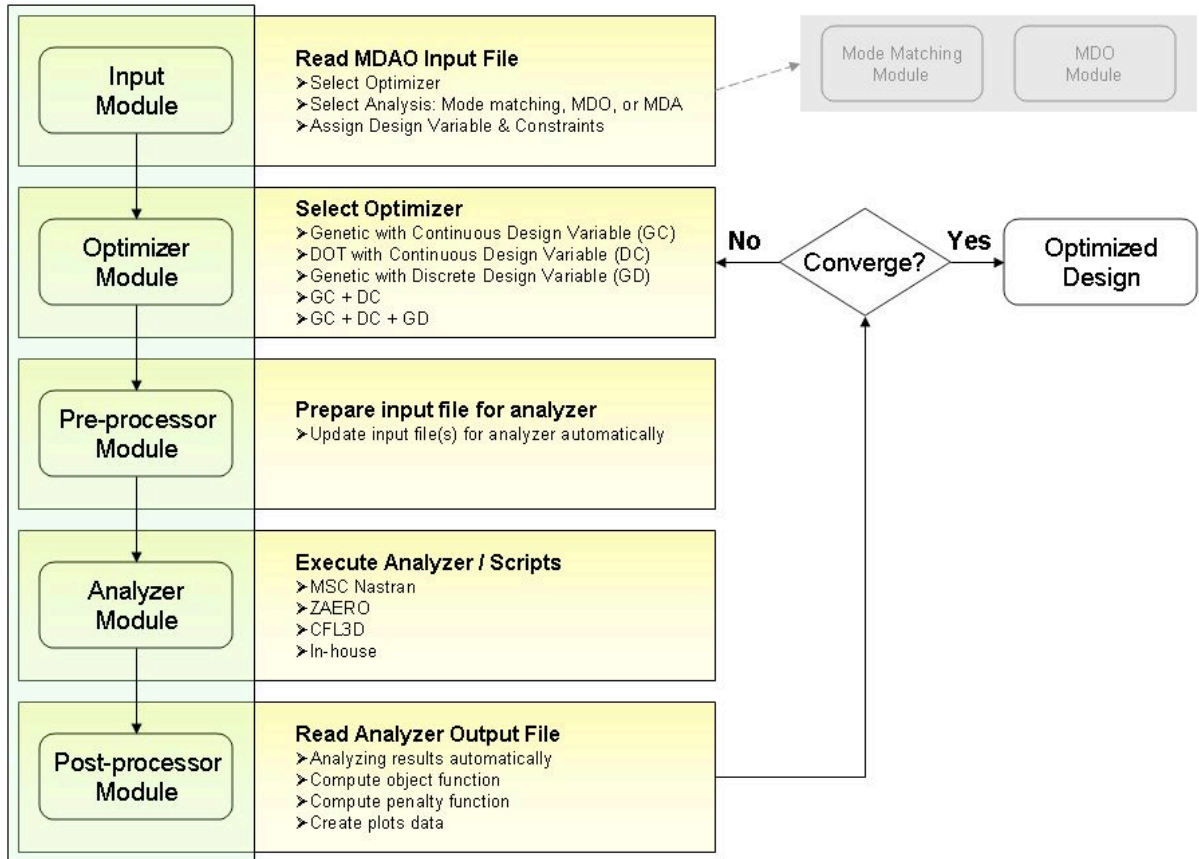 Input
Module
Read MDAO Input File
➢Select Optimizer
➢Select Analysis: Mode matching, MDO, or MDA
➢Assign Design Variable & Constraints
Mode Matching
Module
MDO
Module
Optimizer
Module
Select Optimizer
➢Genetic with Continuous Design Variable (GC)
➢DOT with Continuous Design Variable (DC)
➢Genetic with Discrete Design Variable (GD)
➢GC + DC
➢GC + DC + GD
No
Converge?
Yes
Optimized
Design
Pre-processor
Module
Prepare input file for analyzer
➢Update input file(s) for analyzer automatically
Analyzer
Module
Execute Analyzer / Scripts
➢MSC Nastran
➢ZAERO
➢CFL3D
➢In-house
Post-processor
Module
Read Analyzer Output File
➢Analyzing results automatically
➢Compute object function
➢Compute penalty function
➢Create plots data